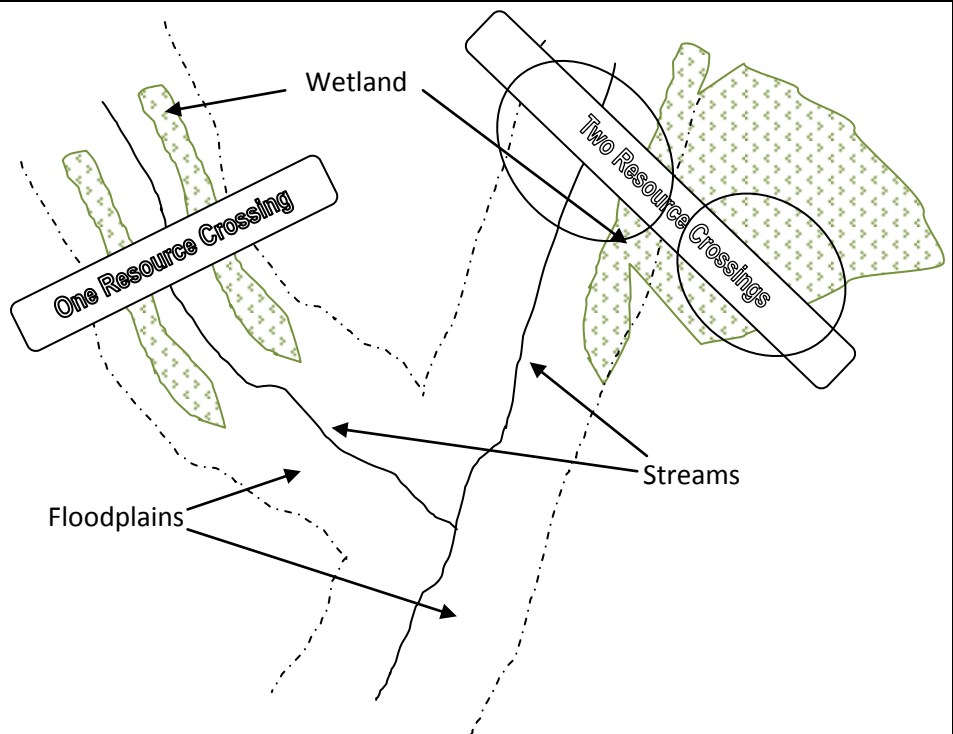 Wetland
Two Resource Crossings
One Resource Crossing
Streams
Floodplains